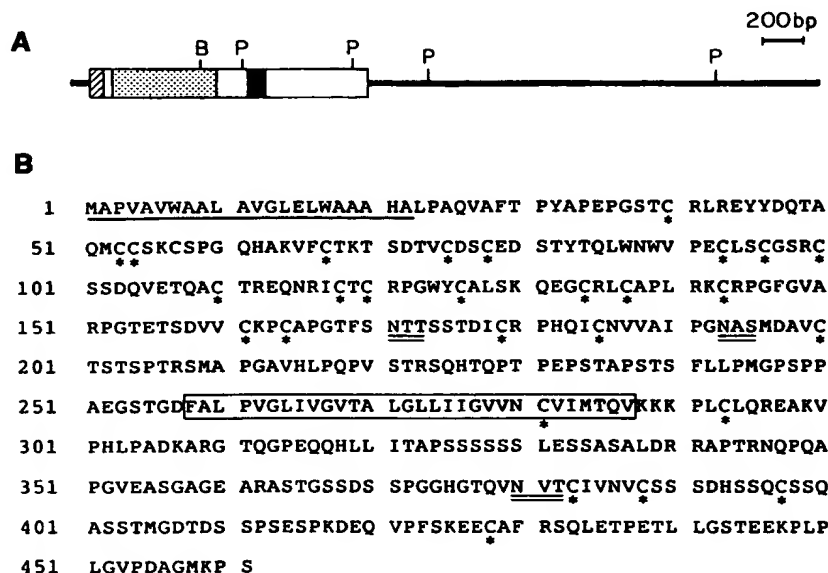 A
200bp
B P P P P
B
1 MAPVAVWAAL AVGLELWAAA HALPAQVAFT PYAPEPGSTC RLREYYDQTA
51 QMCCSKCSPG QHAKVFCTKT SDTVCDSCED STYTQLWNWV PECLSCGSRC
* * * * * * * *
101 SSDQVETQAC TREQNRICTC RPGWYCALSK QEGCRLCAPL RKCRPGFGVA
* * * * * * *
151 RPGTETSDVV CKPCAPGTFS NTTSSTDICR PHQICNVVAI PGNASMDAVC
* * * * *
201 TSTSPTRSMA PGAVHLPQPV STRSQHTQPT PEPSTAPSTS FLLPMGPSPP
251 AEGSTGDFAL PVGLIVGVTA LGLLIIGVVN CVIMTQVKKK PLCLQREAKV
* *
301 PHLPADKARG TQGPEQQHLL ITAPSSSSSS LESSASALDR RAPTRNQPQA
351 PGVEASGAGE ARASTGSSDS SPGGHGTQVN VTCIVNVCSS SDHSSQCSSQ
* * *
401 ASSTMGDTDS SPSESPKDEQ VPFSKEECAF RSQLETPETL LGSTEEKPLP
*
451 LGVPDAGMKP S